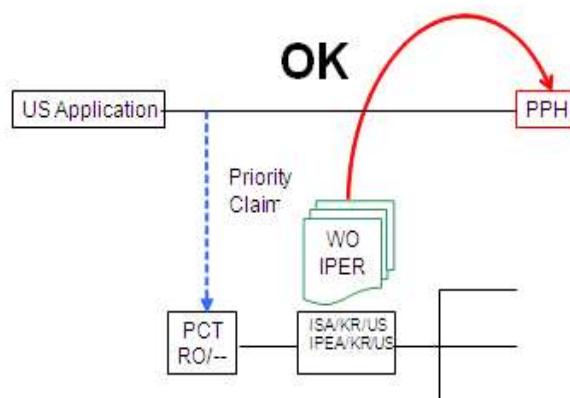 OK
US Application
PPH
Priority
Claim
WO
IPER
PCT
RO/--
ISA/KR/US
IPEA/KR/US